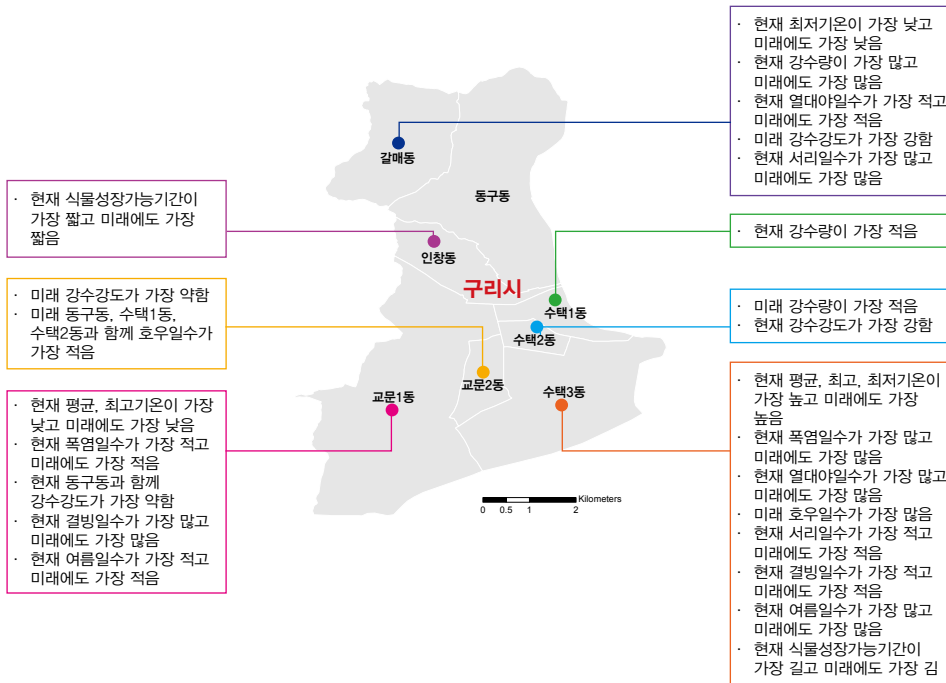 · 현재 최저기온이 가장 낮고
미래에도 가장 낮음
· 현재 강수량이 가장 많고
미래에도 가장 많음
· 현재 열대야일수가 가장 적고
미래에도 가장 적음
· 미래 강수강도가 가장 강함
· 현재 서리일수가 가장 많고
미래에도 가장 많음
갈매동
동구동
· 현재 식물성장가능기간이
가장 짧고 미래에도 가장
짧음
· 현재 강수량이 가장 적음
인창동
구리시
· 미래 강수강도가 가장 약함
· 미래 동구동, 수택1동,
수택2동과 함께 호우일수가
가장 적음
수택1동
· 미래 강수량이 가장 적음
· 현재 강수강도가 가장 강함
수택2동
교문2동
교문1동
수택3동
· 현재 평균, 최고기온이 가장
낮고 미래에도 가장 낮음
· 현재 폭염일수가 가장 적고
미래에도 가장 적음
· 현재 동구동과 함께
강수강도가 가장 약함
· 현재 결빙일수가 가장 많고
미래에도 가장 많음
· 현재 여름일수가 가장 적고
미래에도 가장 적음
· 현재 평균, 최고, 최저기온이
가장 높고 미래에도 가장
높음
· 현재 폭염일수가 가장 많고
미래에도 가장 많음
· 현재 열대야일수가 가장 많고
미래에도 가장 많음
· 미래 호우일수가 가장 많음
· 현재 서리일수가 가장 적고
미래에도 가장 적음
· 현재 결빙일수가 가장 적고
미래에도 가장 적음
· 현재 여름일수가 가장 많고
미래에도 가장 많음
· 현재 식물성장가능기간이
가장 길고 미래에도 가장 김
Kilometers
0 0.5 1 2